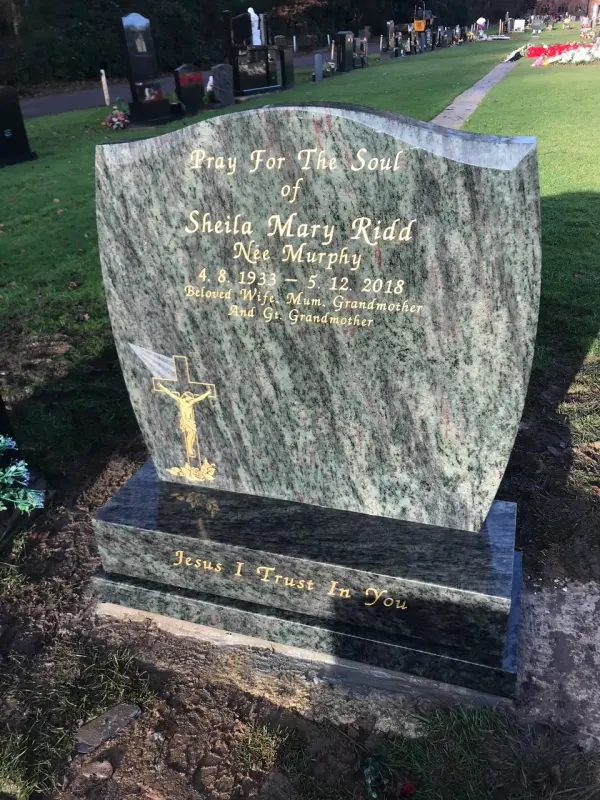 Pray For The Soul
of
Sheila Mary Ridd
Née Murphy
4. 8. 1933 — 5. 12. 2018
Beloved Wife, Mum, Grandmother
And Gt. Grandmother
Jesus I Trust In You